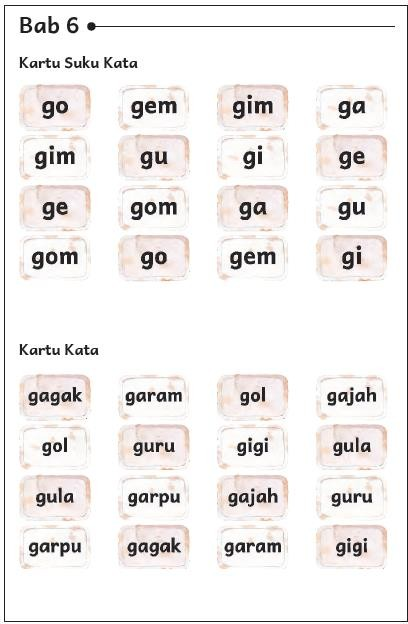 Bab 6
Kartu Suku Kata
go gem gim ga
gim gu gi ge
ge gom ga gu
gom go gem gi
Kartu Kata
gagak garam gol gajah
gol guru gigi gula
gula garpu gajah guru
garpu gagak garam gigi